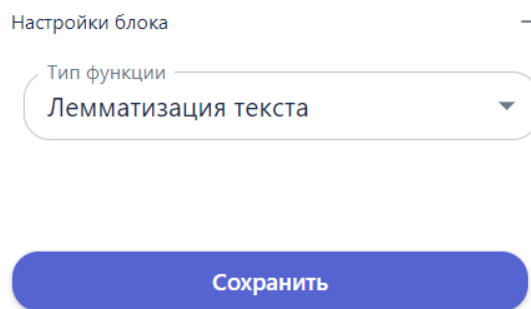 Настройки блока
Тип функции
Лемматизация текста
Сохранить